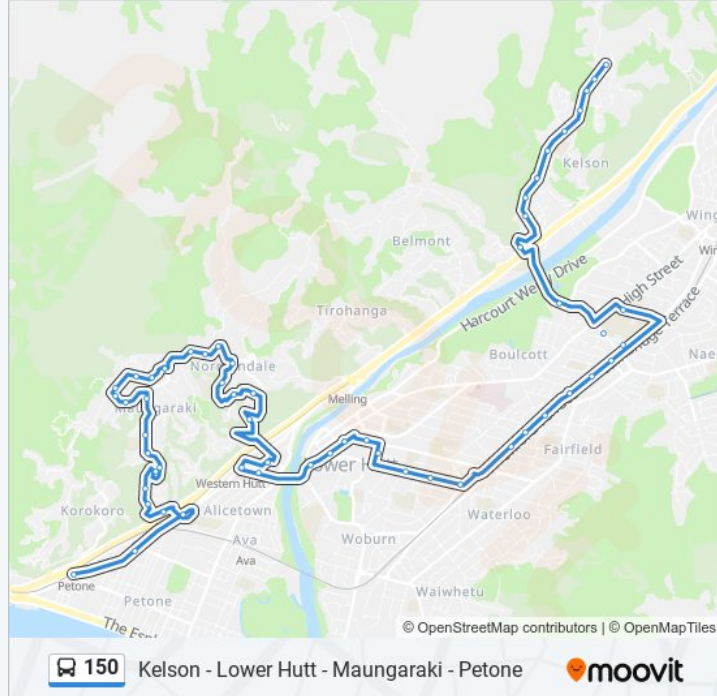 Kelson
Wing
Belmont
Harcourt Werry Drive
High Street
Tirohanga
Boulcott
Nae
Melling
Maungaraki
Fairfield
Lower Hutt
Western Hutt
Korokoro
Alicetown
Waterloo
Ava
Woburn
Ava
Petone
Waiwhetu
Petone
The Esp
© OpenStreetMap contributors | © OpenMapTiles
150 Kelson - Lower Hutt - Maungaraki - Petone moovit